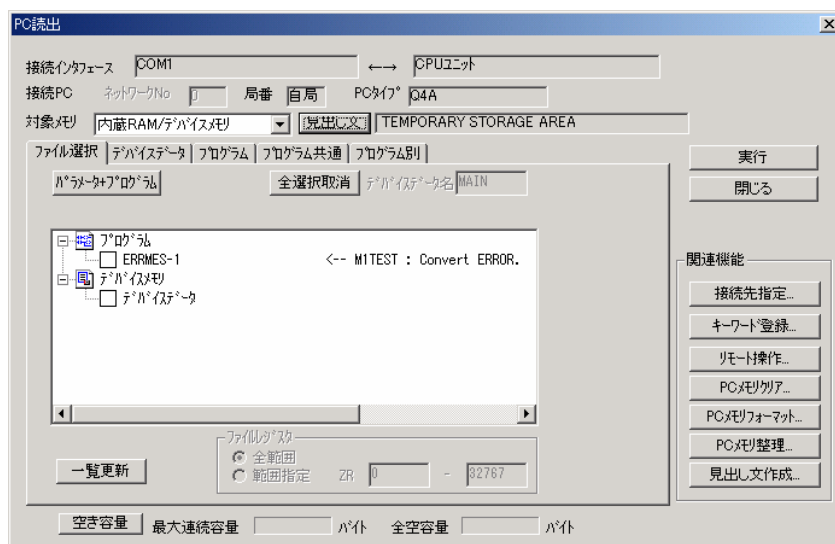 PC読出
接続インタフェース COM1 ←→ CPUユニット
接続PC ネットワークNo 0 局番 自局 PCタイプ Q4A
対象メモリ 内蔵RAM/デバイスメモリ 見出し文 TEMPORARY STORAGE AREA
ファイル選択 デバイスデータ プログラム プログラム共通 プログラム別
パラメータ+プログラム 全選択取消 デバイスデータ名 MAIN
プログラム
ERRMES-1 <-- M1TEST : Convert ERROR.
デバイスメモリ
デバイスデータ
ファイルレジスタ
全範囲
範囲指定 ZR 0 - 32767
一覧更新
空き容量 最大連続容量 バイト 全空容量 バイト
実行
閉じる
関連機能
接続先指定...
キーワード登録...
リモート操作...
PCメモリクリア...
PCメモリフォーマット...
PCメモリ整理...
見出し文作成...